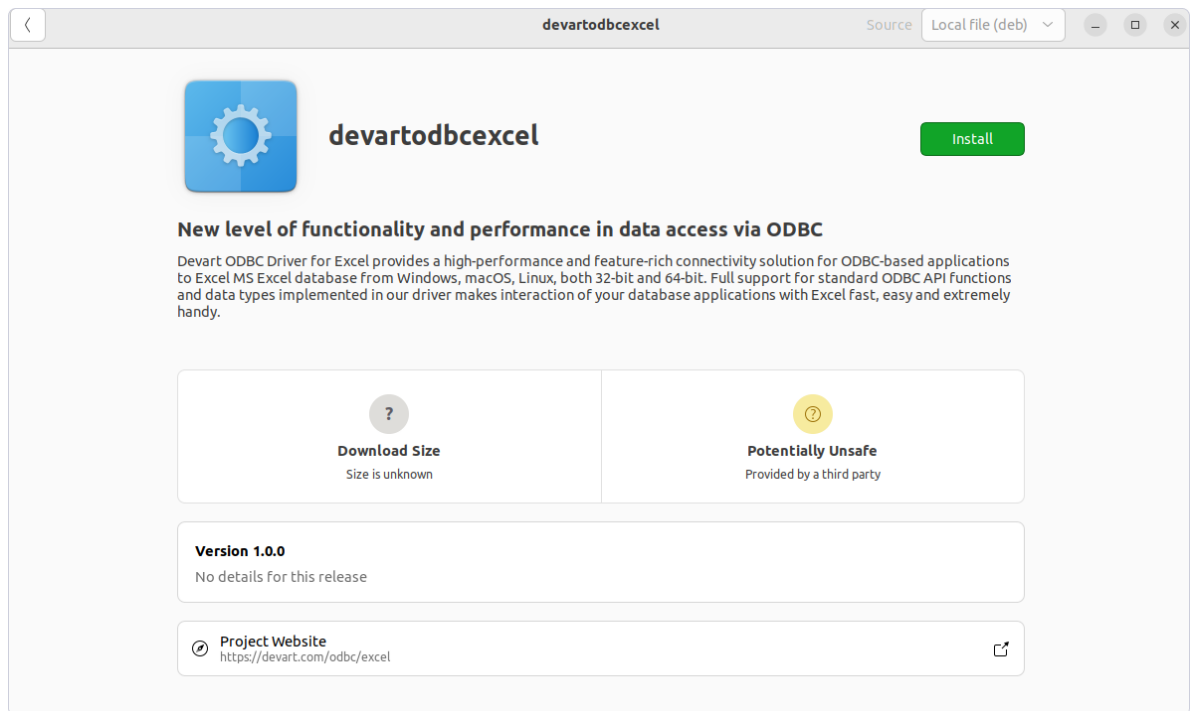 devartodbcexcel
Source
Local file (deb)
devartodbcexcel
Install
New level of functionality and performance in data access via ODBC
Devart ODBC Driver for Excel provides a high-performance and feature-rich connectivity solution for ODBC-based applications
to Excel MS Excel database from Windows, macOS, Linux, both 32-bit and 64-bit. Full support for standard ODBC API functions
and data types implemented in our driver makes interaction of your database applications with Excel fast, easy and extremely
handy.
?
Download Size
Size is unknown
?
Potentially Unsafe
Provided by a third party
Version 1.0.0
No details for this release
Project Website
https://devart.com/odbc/excel